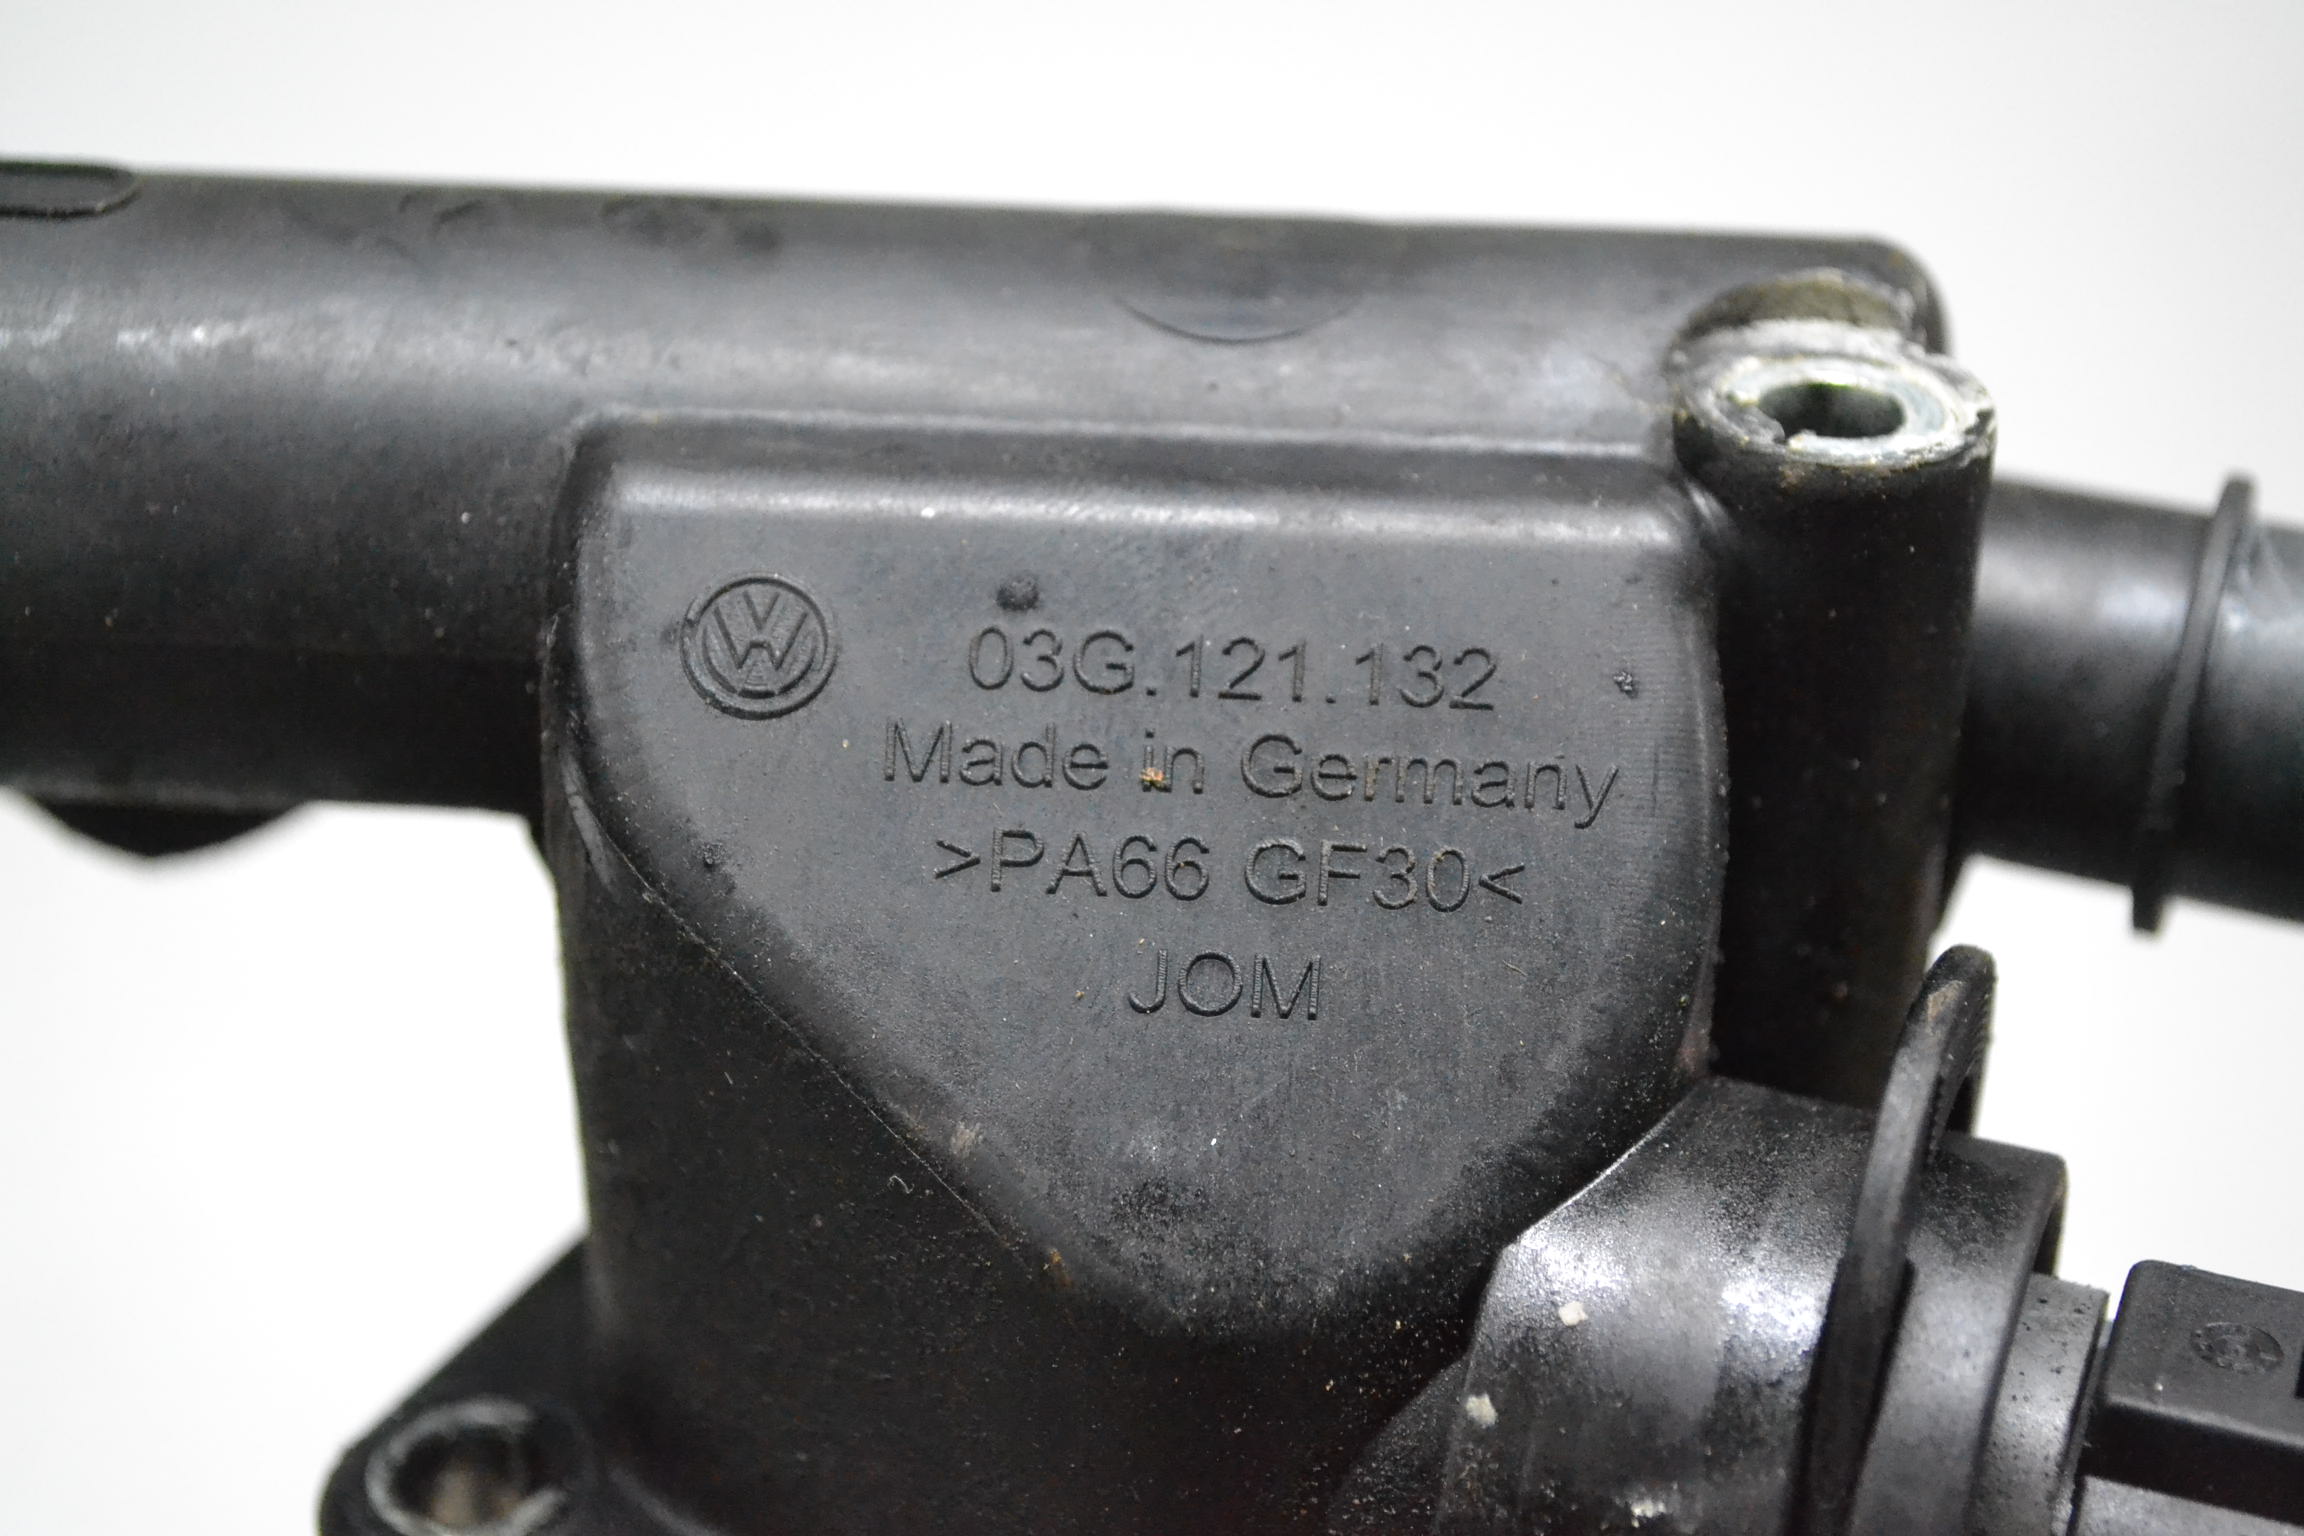 03G.121.132
Made in Germany
>PA66 GF30<
JOM